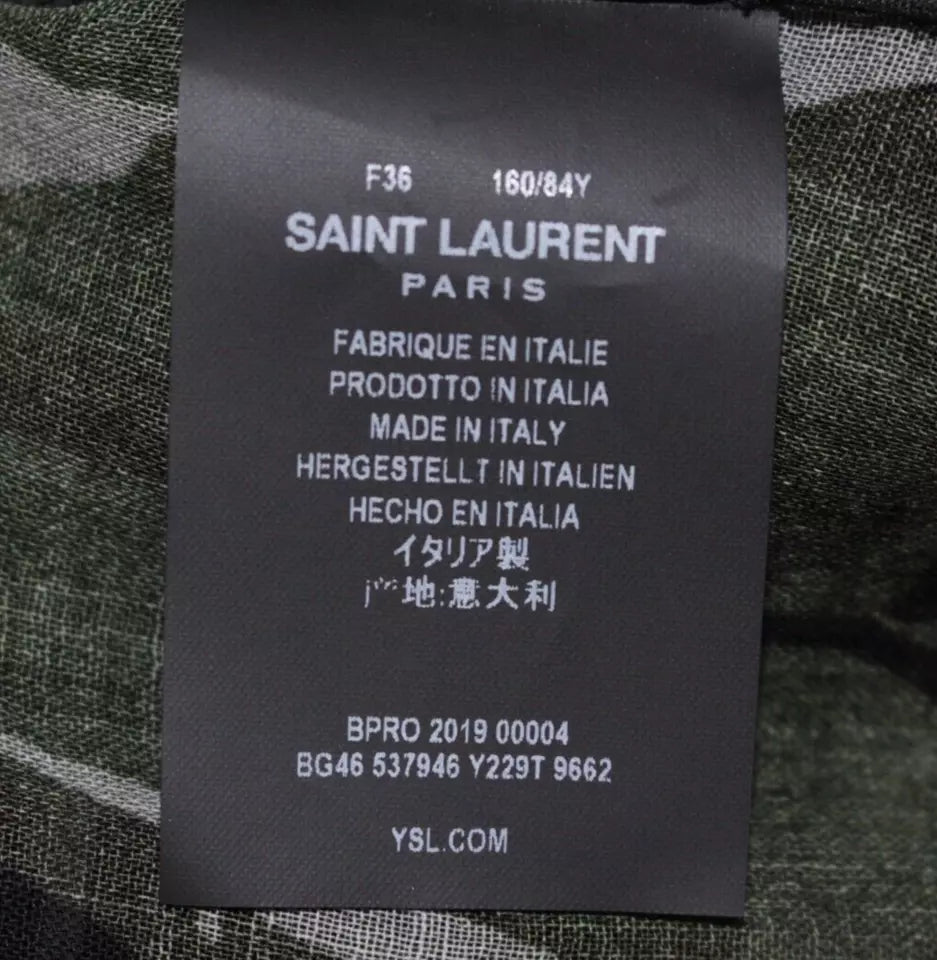 F36 160/84Y
SAINT LAURENT
PARIS
FABRIQUE EN ITALIE
PRODOTTO IN ITALIA
MADE IN ITALY
HERGESTELLT IN ITALIEN
HECHO EN ITALIA
イタリア製
产地:意大利
BPRO 2019 00004
BG46 537946 Y229T 9662
YSL.COM